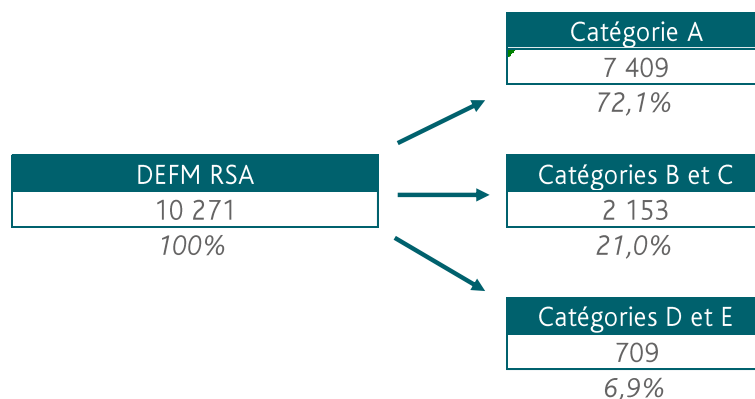 DEFM RSA
10 271
100%
Catégorie A
7 409
72,1%
Catégories B et C
2 153
21,0%
Catégories D et E
709
6,9%